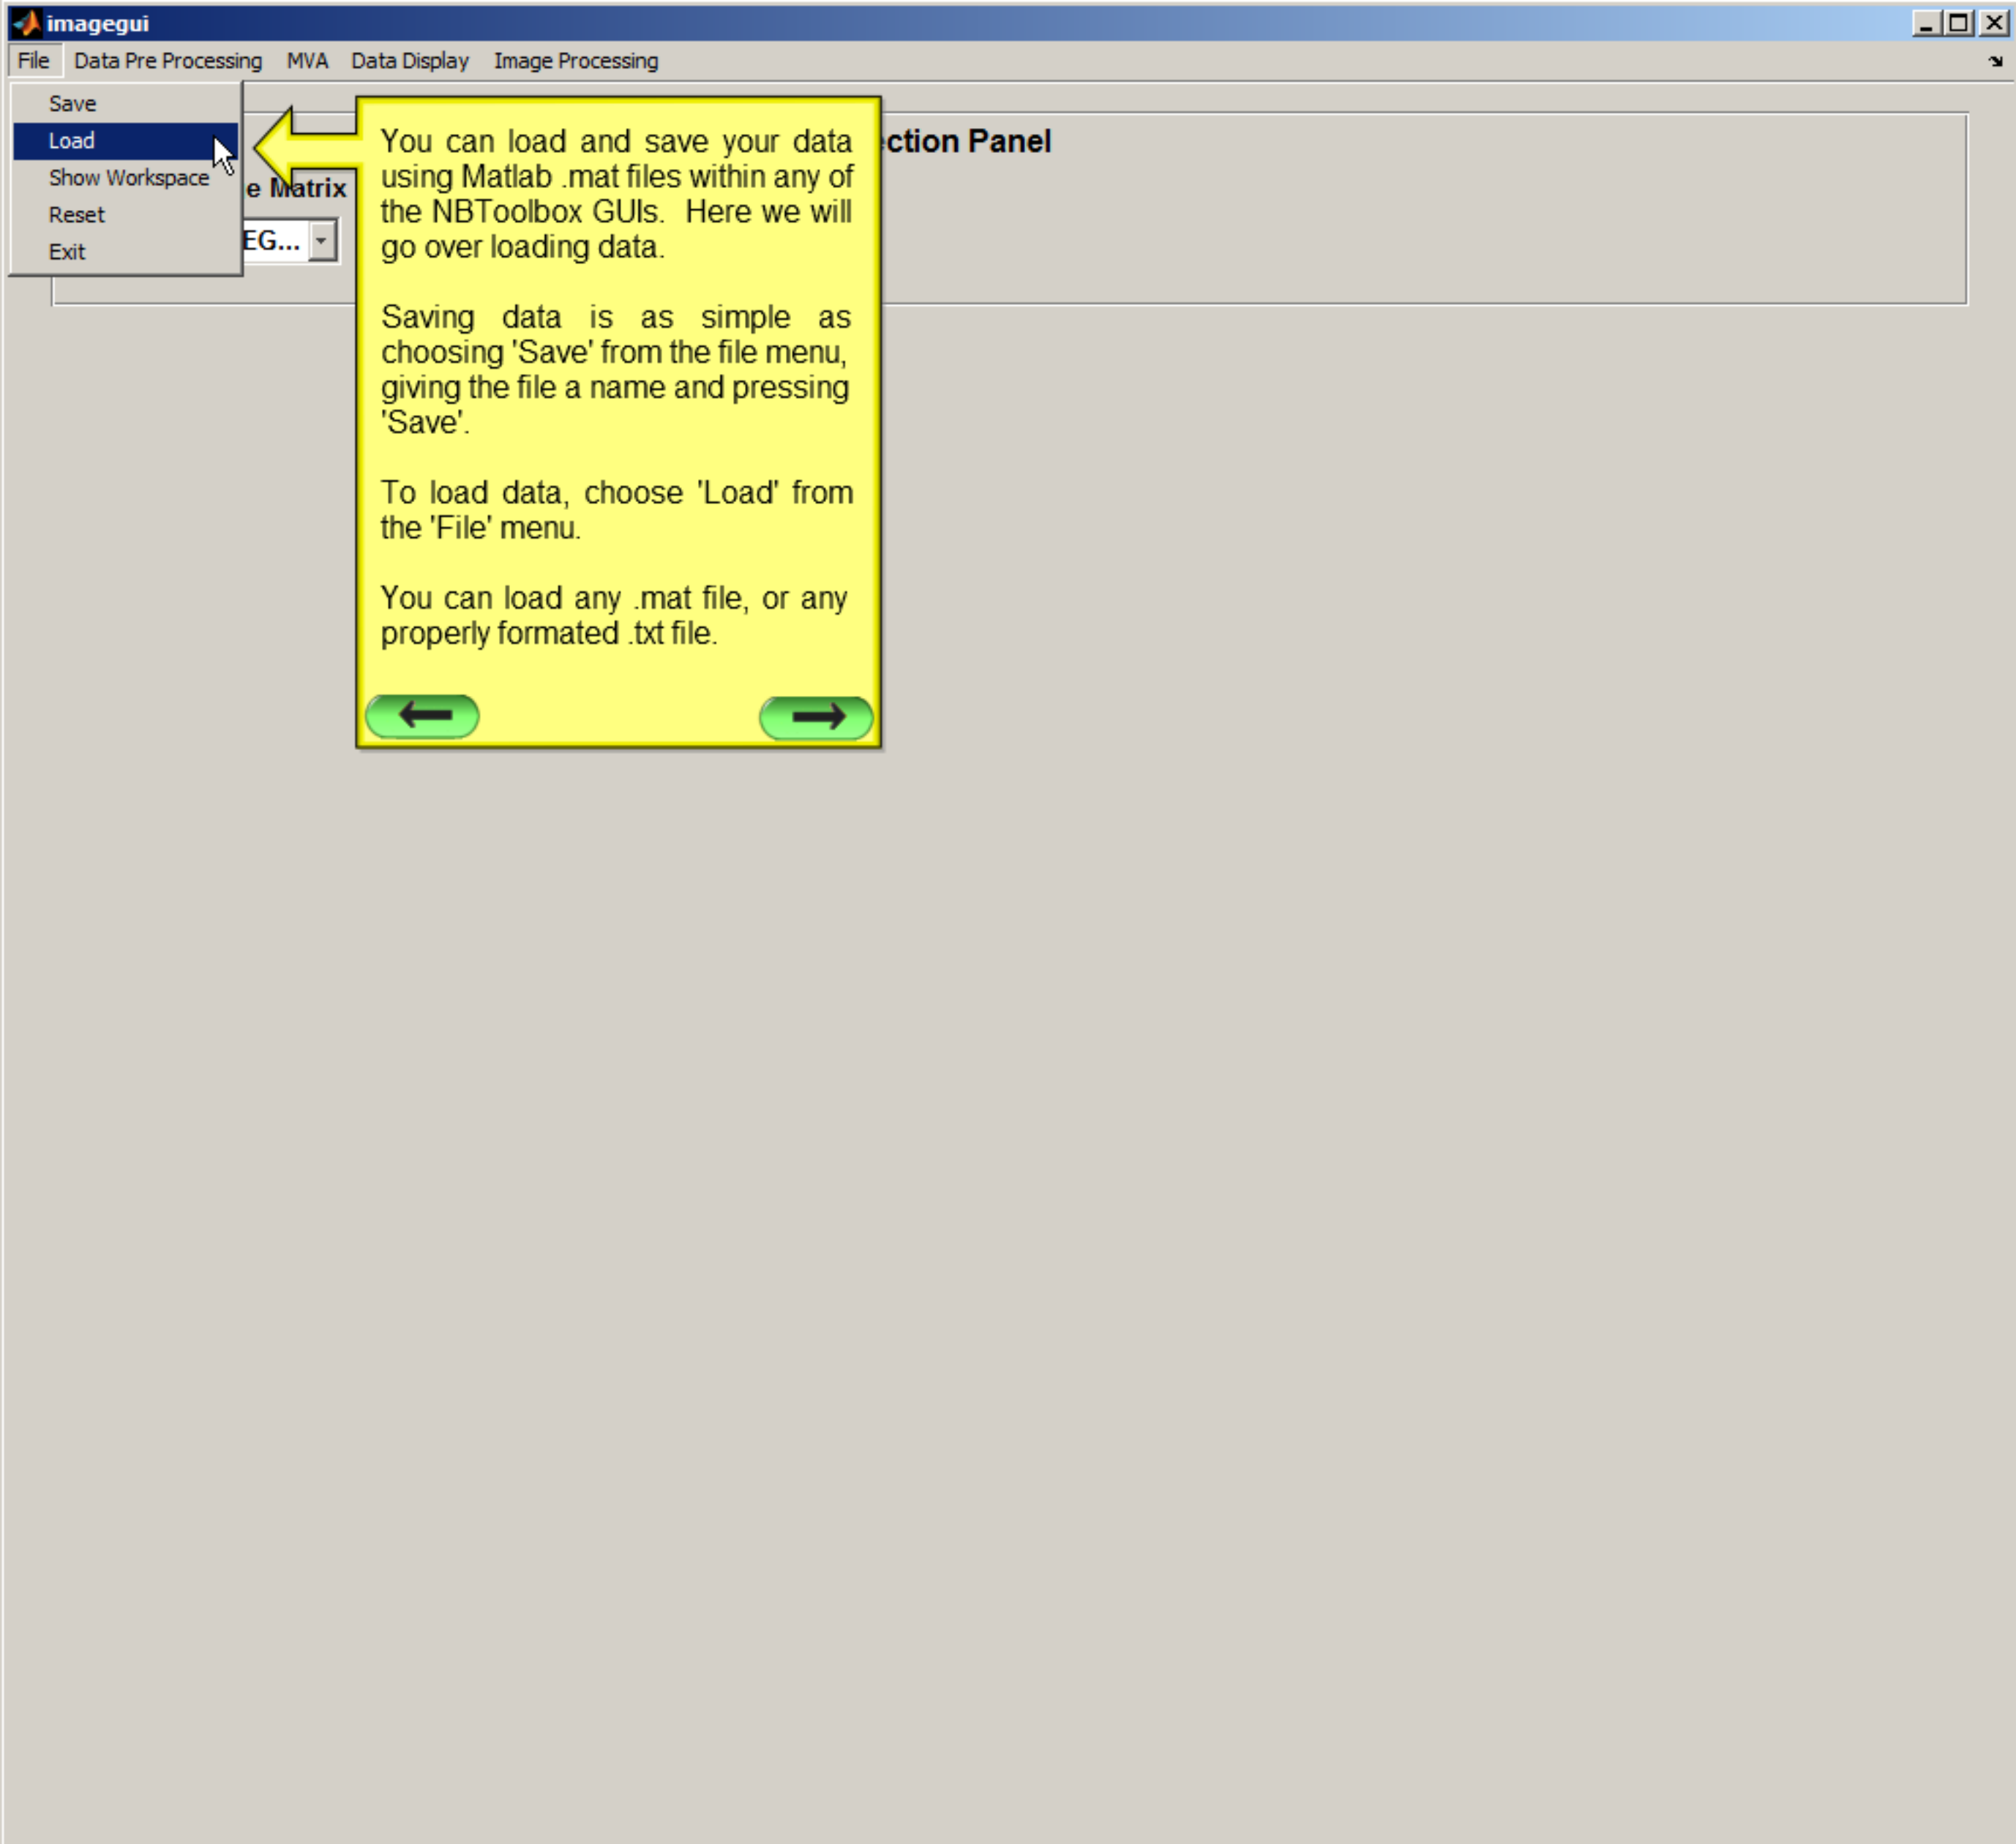 imagegui
File Data Pre Processing MVA Data Display Image Processing
Save
Load
Show Workspace
Reset
Exit
ction Panel
e Matrix
EG...
You can load and save your data
using Matlab .mat files within any of
the NBToolbox GUIs. Here we will
go over loading data.
Saving data is as simple as
choosing 'Save' from the file menu,
giving the file a name and pressing
'Save'.
To load data, choose 'Load' from
the 'File' menu.
You can load any .mat file, or any
properly formated .txt file.